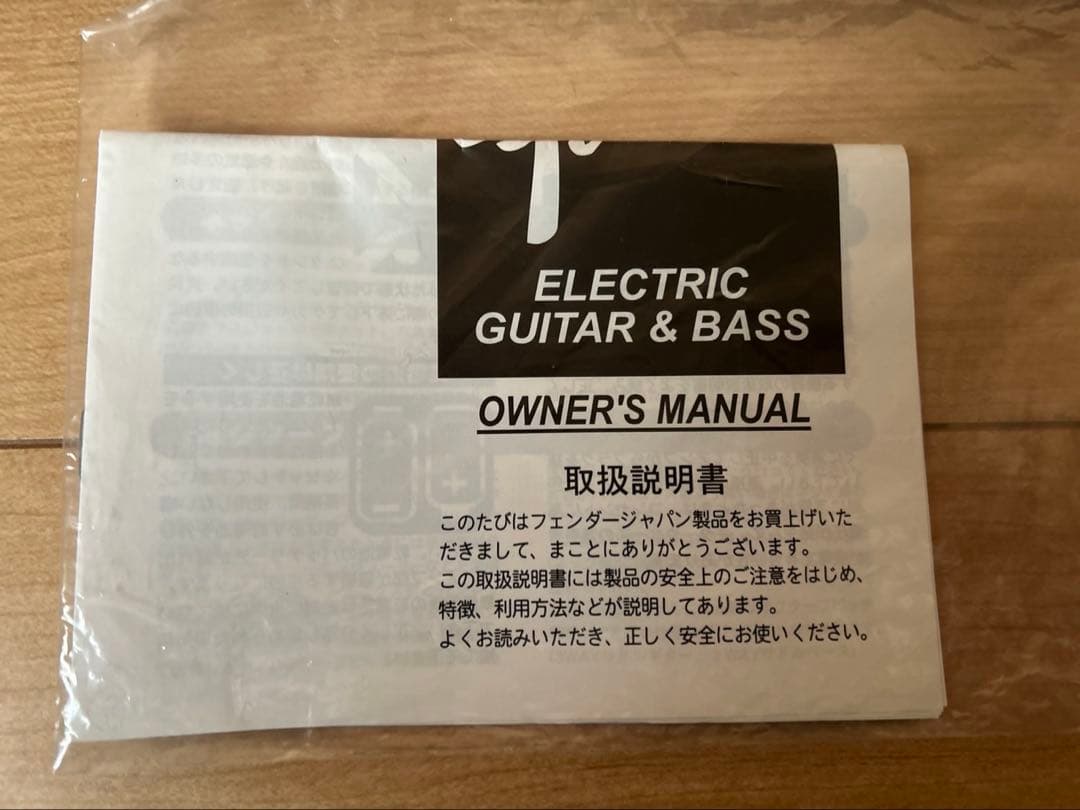 ELECTRIC
GUITAR & BASS
OWNER'S MANUAL
取扱説明書
このたびはフェンダージャパン製品をお買上げいた
だきまして、まことにありがとうございます。
この取扱説明書には製品の安全上のご注意をはじめ、
特徴、利用方法などが説明してあります。
よくお読みいただき、正しく安全にお使いください。